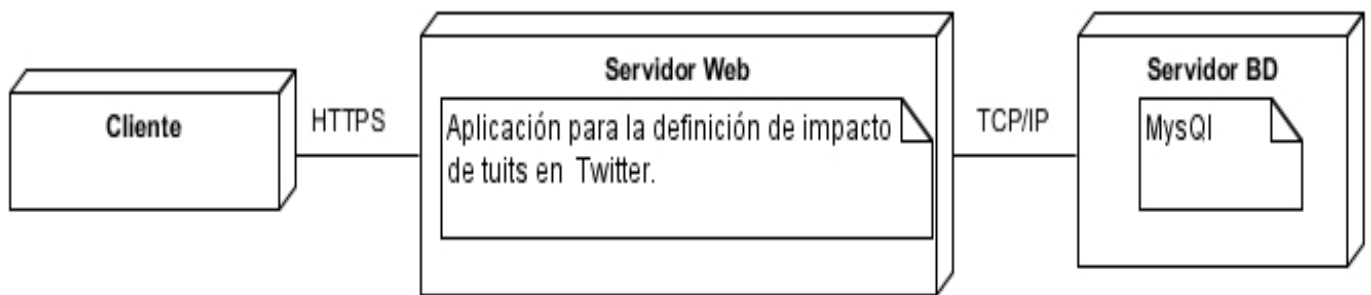 Cliente
HTTPS
Servidor Web
Aplicación para la definición de impacto
de tuits en Twitter.
TCP/IP
Servidor BD
MysQl